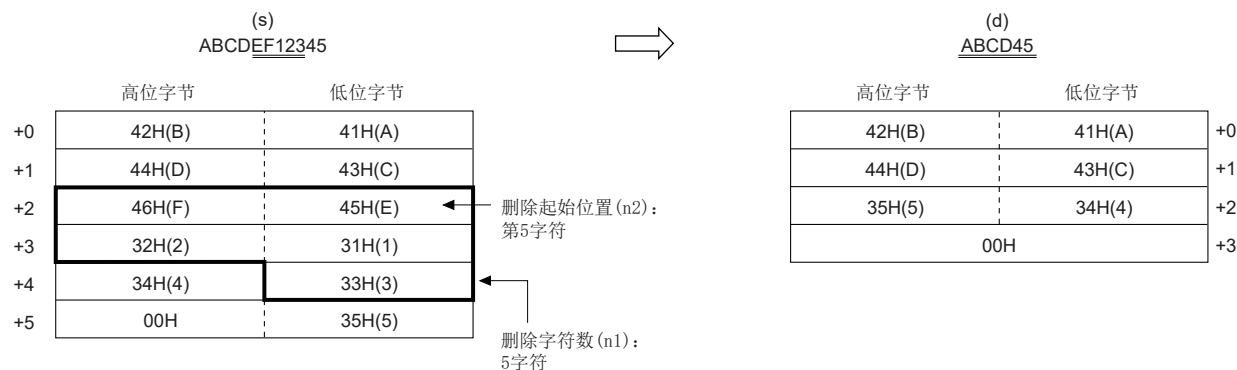 (s)
ABCDEF12345
高位字节 低位字节
+0 42H(B) 41H(A)
+1 44H(D) 43H(C)
+2 46H(F) 45H(E)
+3 32H(2) 31H(1)
+4 34H(4) 33H(3)
+5 00H 35H(5)
删除起始位置(n2):
第5字符
删除字符数(n1):
5字符
(d)
ABCD45
高位字节 低位字节
42H(B) 41H(A) +0
44H(D) 43H(C) +1
35H(5) 34H(4) +2
00H +3